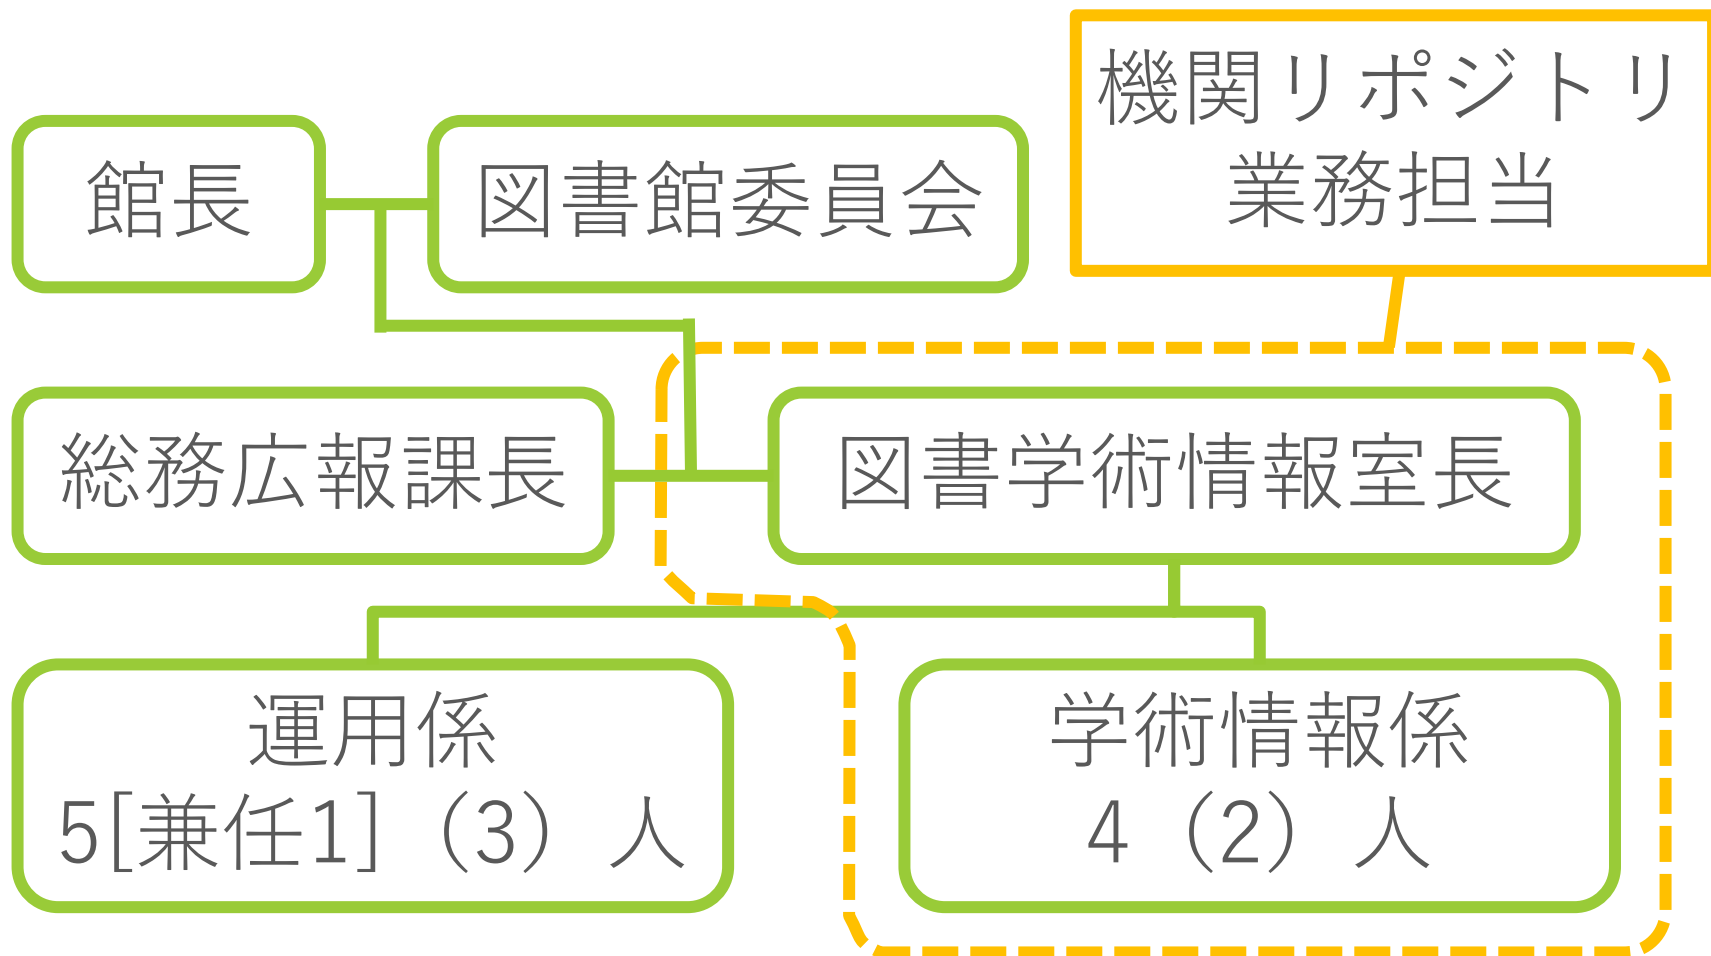 機関リポジトリ
業務担当
館長
図書館委員会
総務広報課長
図書学術情報室長
運用係
5[兼任1]（3）人
学術情報係
4（2）人